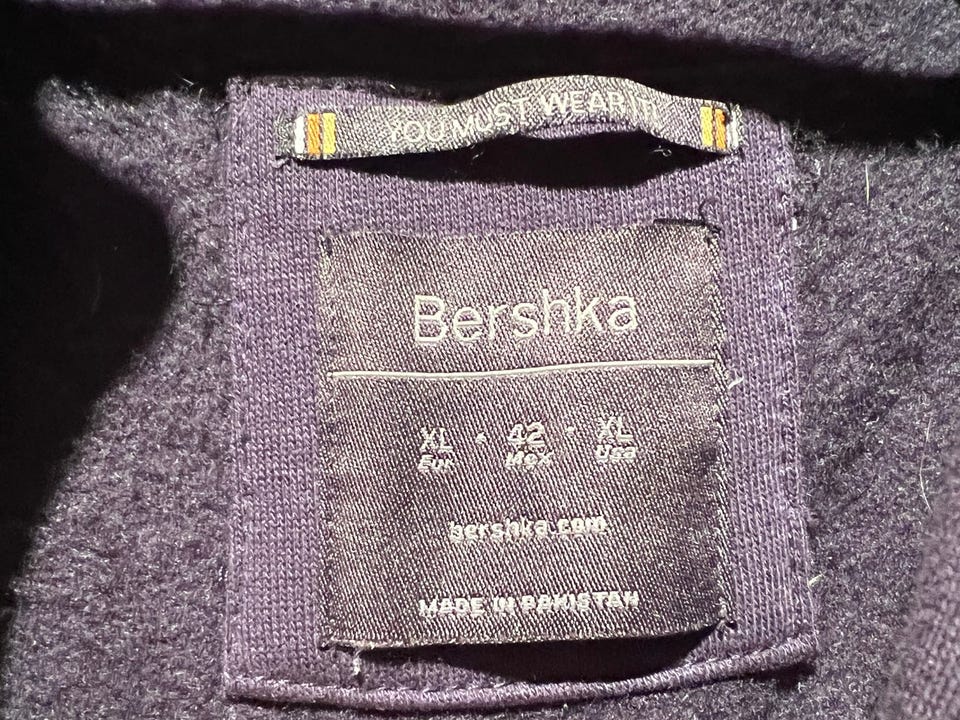 YOU MUST WEAR IT!
Bershka
XL • 42 • XL
Eur Mex Usa
bershka.com
MADE IN PAKISTAN